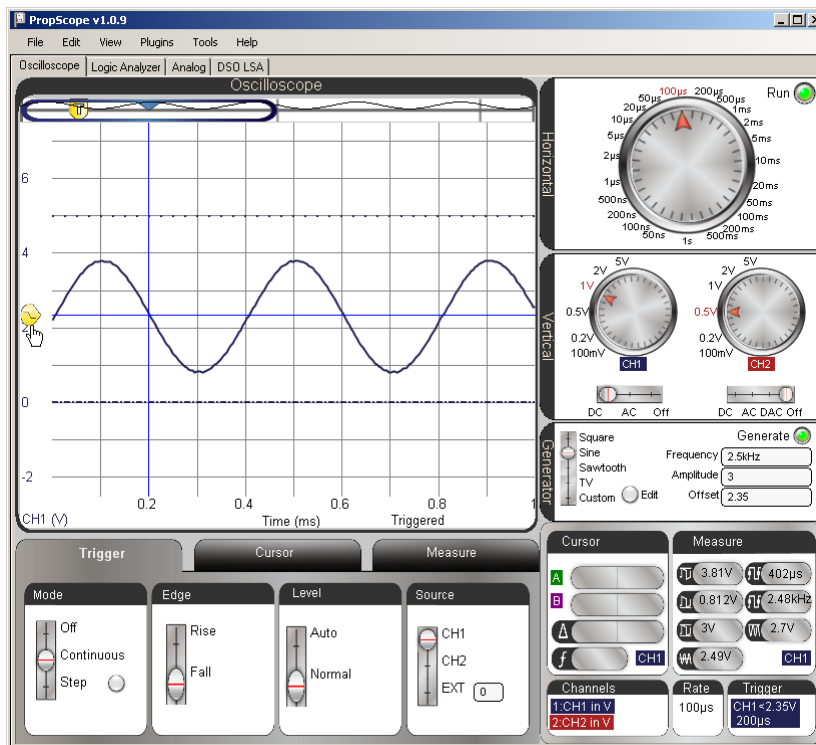 PropScope v1.0.9
File Edit View Plugins Tools Help
Oscilloscope Logic Analyzer Analog DSO LSA
Oscilloscope
T
6
4
2
0
-2
0.2 0.4 0.6 0.8 1
CH1 (V) Time (ms) Triggered
Horizontal
Run
100µs 200µs
50µs 500µs
20µs 1ms
10µs 2ms
5µs 5ms
2µs 10ms
1µs 20ms
500ns 50ms
200ns 100ms
100ns 200ms
50ns 1s 500ms
Vertical
5V 5V
2V 2V
1V 1V
0.5V 0.5V
0.2V 0.2V
100mV 100mV
CH1 CH2
DC AC Off DC AC DAC Off
Generator
Square Generate
Sine Frequency 2.5kHz
Sawtooth Amplitude 3
TV Offset 2.35
Custom Edit
Trigger Cursor Measure
Mode
Off
Continuous
Step
Edge
Rise
Fall
Level
Auto
Normal
Source
CH1
CH2
EXT 0
Cursor
A
B
Δ
f CH1
Measure
3.81V 402µs
0.812V 2.48kHz
3V 2.7V
2.49V CH1
Channels
1:CH1 in V
2:CH2 in V
Rate
100µs
Trigger
CH1<2.35V
200µs